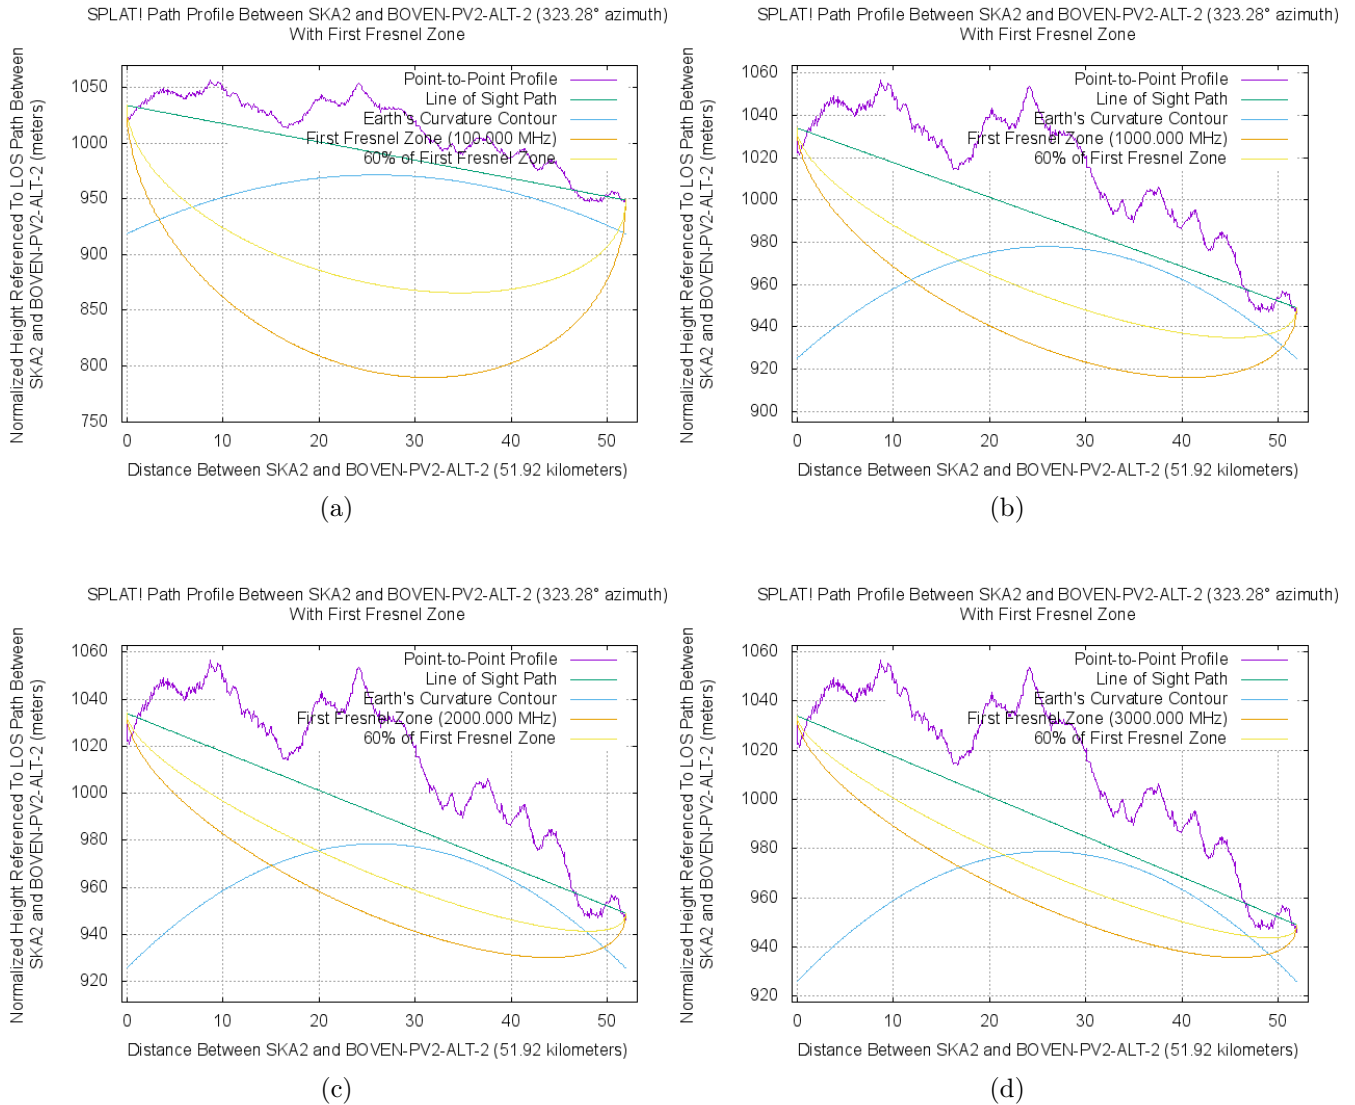 SPLAT! Path Profile Between SKA2 and BOVEN-PV2-ALT-2 (323.28° azimuth)
With First Fresnel Zone
Normalized Height Referenced To LOS Path Between
SKA2 and BOVEN-PV2-ALT-2 (meters)
1050
1000
950
900
850
800
750
Point-to-Point Profile
Line of Sight Path
Earth's Curvature Contour
First Fresnel Zone (100.000 MHz)
60% of First Fresnel Zone
0 10 20 30 40 50
Distance Between SKA2 and BOVEN-PV2-ALT-2 (51.92 kilometers)
(a)
SPLAT! Path Profile Between SKA2 and BOVEN-PV2-ALT-2 (323.28° azimuth)
With First Fresnel Zone
Normalized Height Referenced To LOS Path Between
SKA2 and BOVEN-PV2-ALT-2 (meters)
1060
1040
1020
1000
980
960
940
920
900
Point-to-Point Profile
Line of Sight Path
Earth's Curvature Contour
First Fresnel Zone (1000.000 MHz)
60% of First Fresnel Zone
0 10 20 30 40 50
Distance Between SKA2 and BOVEN-PV2-ALT-2 (51.92 kilometers)
(b)
SPLAT! Path Profile Between SKA2 and BOVEN-PV2-ALT-2 (323.28° azimuth)
With First Fresnel Zone
Normalized Height Referenced To LOS Path Between
SKA2 and BOVEN-PV2-ALT-2 (meters)
1060
1040
1020
1000
980
960
940
920
Point-to-Point Profile
Line of Sight Path
Earth's Curvature Contour
First Fresnel Zone (2000.000 MHz)
60% of First Fresnel Zone
0 10 20 30 40 50
Distance Between SKA2 and BOVEN-PV2-ALT-2 (51.92 kilometers)
(c)
SPLAT! Path Profile Between SKA2 and BOVEN-PV2-ALT-2 (323.28° azimuth)
With First Fresnel Zone
Normalized Height Referenced To LOS Path Between
SKA2 and BOVEN-PV2-ALT-2 (meters)
1060
1040
1020
1000
980
960
940
920
Point-to-Point Profile
Line of Sight Path
Earth's Curvature Contour
First Fresnel Zone (3000.000 MHz)
60% of First Fresnel Zone
0 10 20 30 40 50
Distance Between SKA2 and BOVEN-PV2-ALT-2 (51.92 kilometers)
(d)